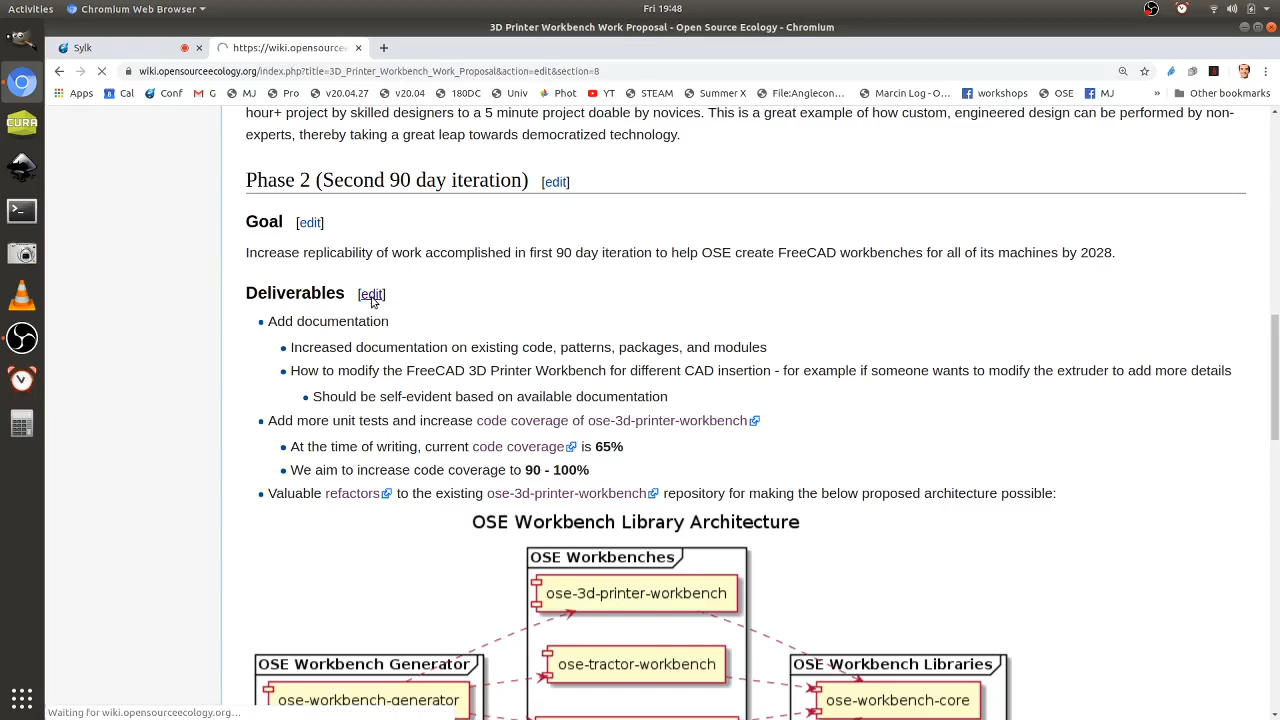 Activities Chromium Web Browser Fri 19:48
3D Printer Workbench Work Proposal - Open Source Ecology - Chromium
Sylk https://wiki.opensource
wiki.opensourceecology.org/index.php?title=3D_Printer_Workbench_Work_Proposal&action=edit&section=8
Apps Cal Conf G MJ Pro v20.04.27 v20.04 180DC Univ Phot YT STEAM Summer X File:Anglecon... Marcin Log - O... workshops OSE MJ » Other bookmarks
hour+ project by skilled designers to a 5 minute project doable by novices. This is a great example of how custom, engineered design can be performed by non-
experts, thereby taking a great leap towards democratized technology.
Phase 2 (Second 90 day iteration) [edit]
Goal [edit]
Increase replicability of work accomplished in first 90 day iteration to help OSE create FreeCAD workbenches for all of its machines by 2028.
Deliverables [edit]
Add documentation
Increased documentation on existing code, patterns, packages, and modules
How to modify the FreeCAD 3D Printer Workbench for different CAD insertion - for example if someone wants to modify the extruder to add more details
Should be self-evident based on available documentation
Add more unit tests and increase code coverage of ose-3d-printer-workbench
At the time of writing, current code coverage is 65%
We aim to increase code coverage to 90 - 100%
Valuable refactors to the existing ose-3d-printer-workbench repository for making the below proposed architecture possible:
OSE Workbench Library Architecture
OSE Workbenches
ose-3d-printer-workbench
OSE Workbench Generator ose-tractor-workbench OSE Workbench Libraries
ose-workbench-generator ose-workbench-core
Waiting for wiki.opensourceecology.org...
CURA